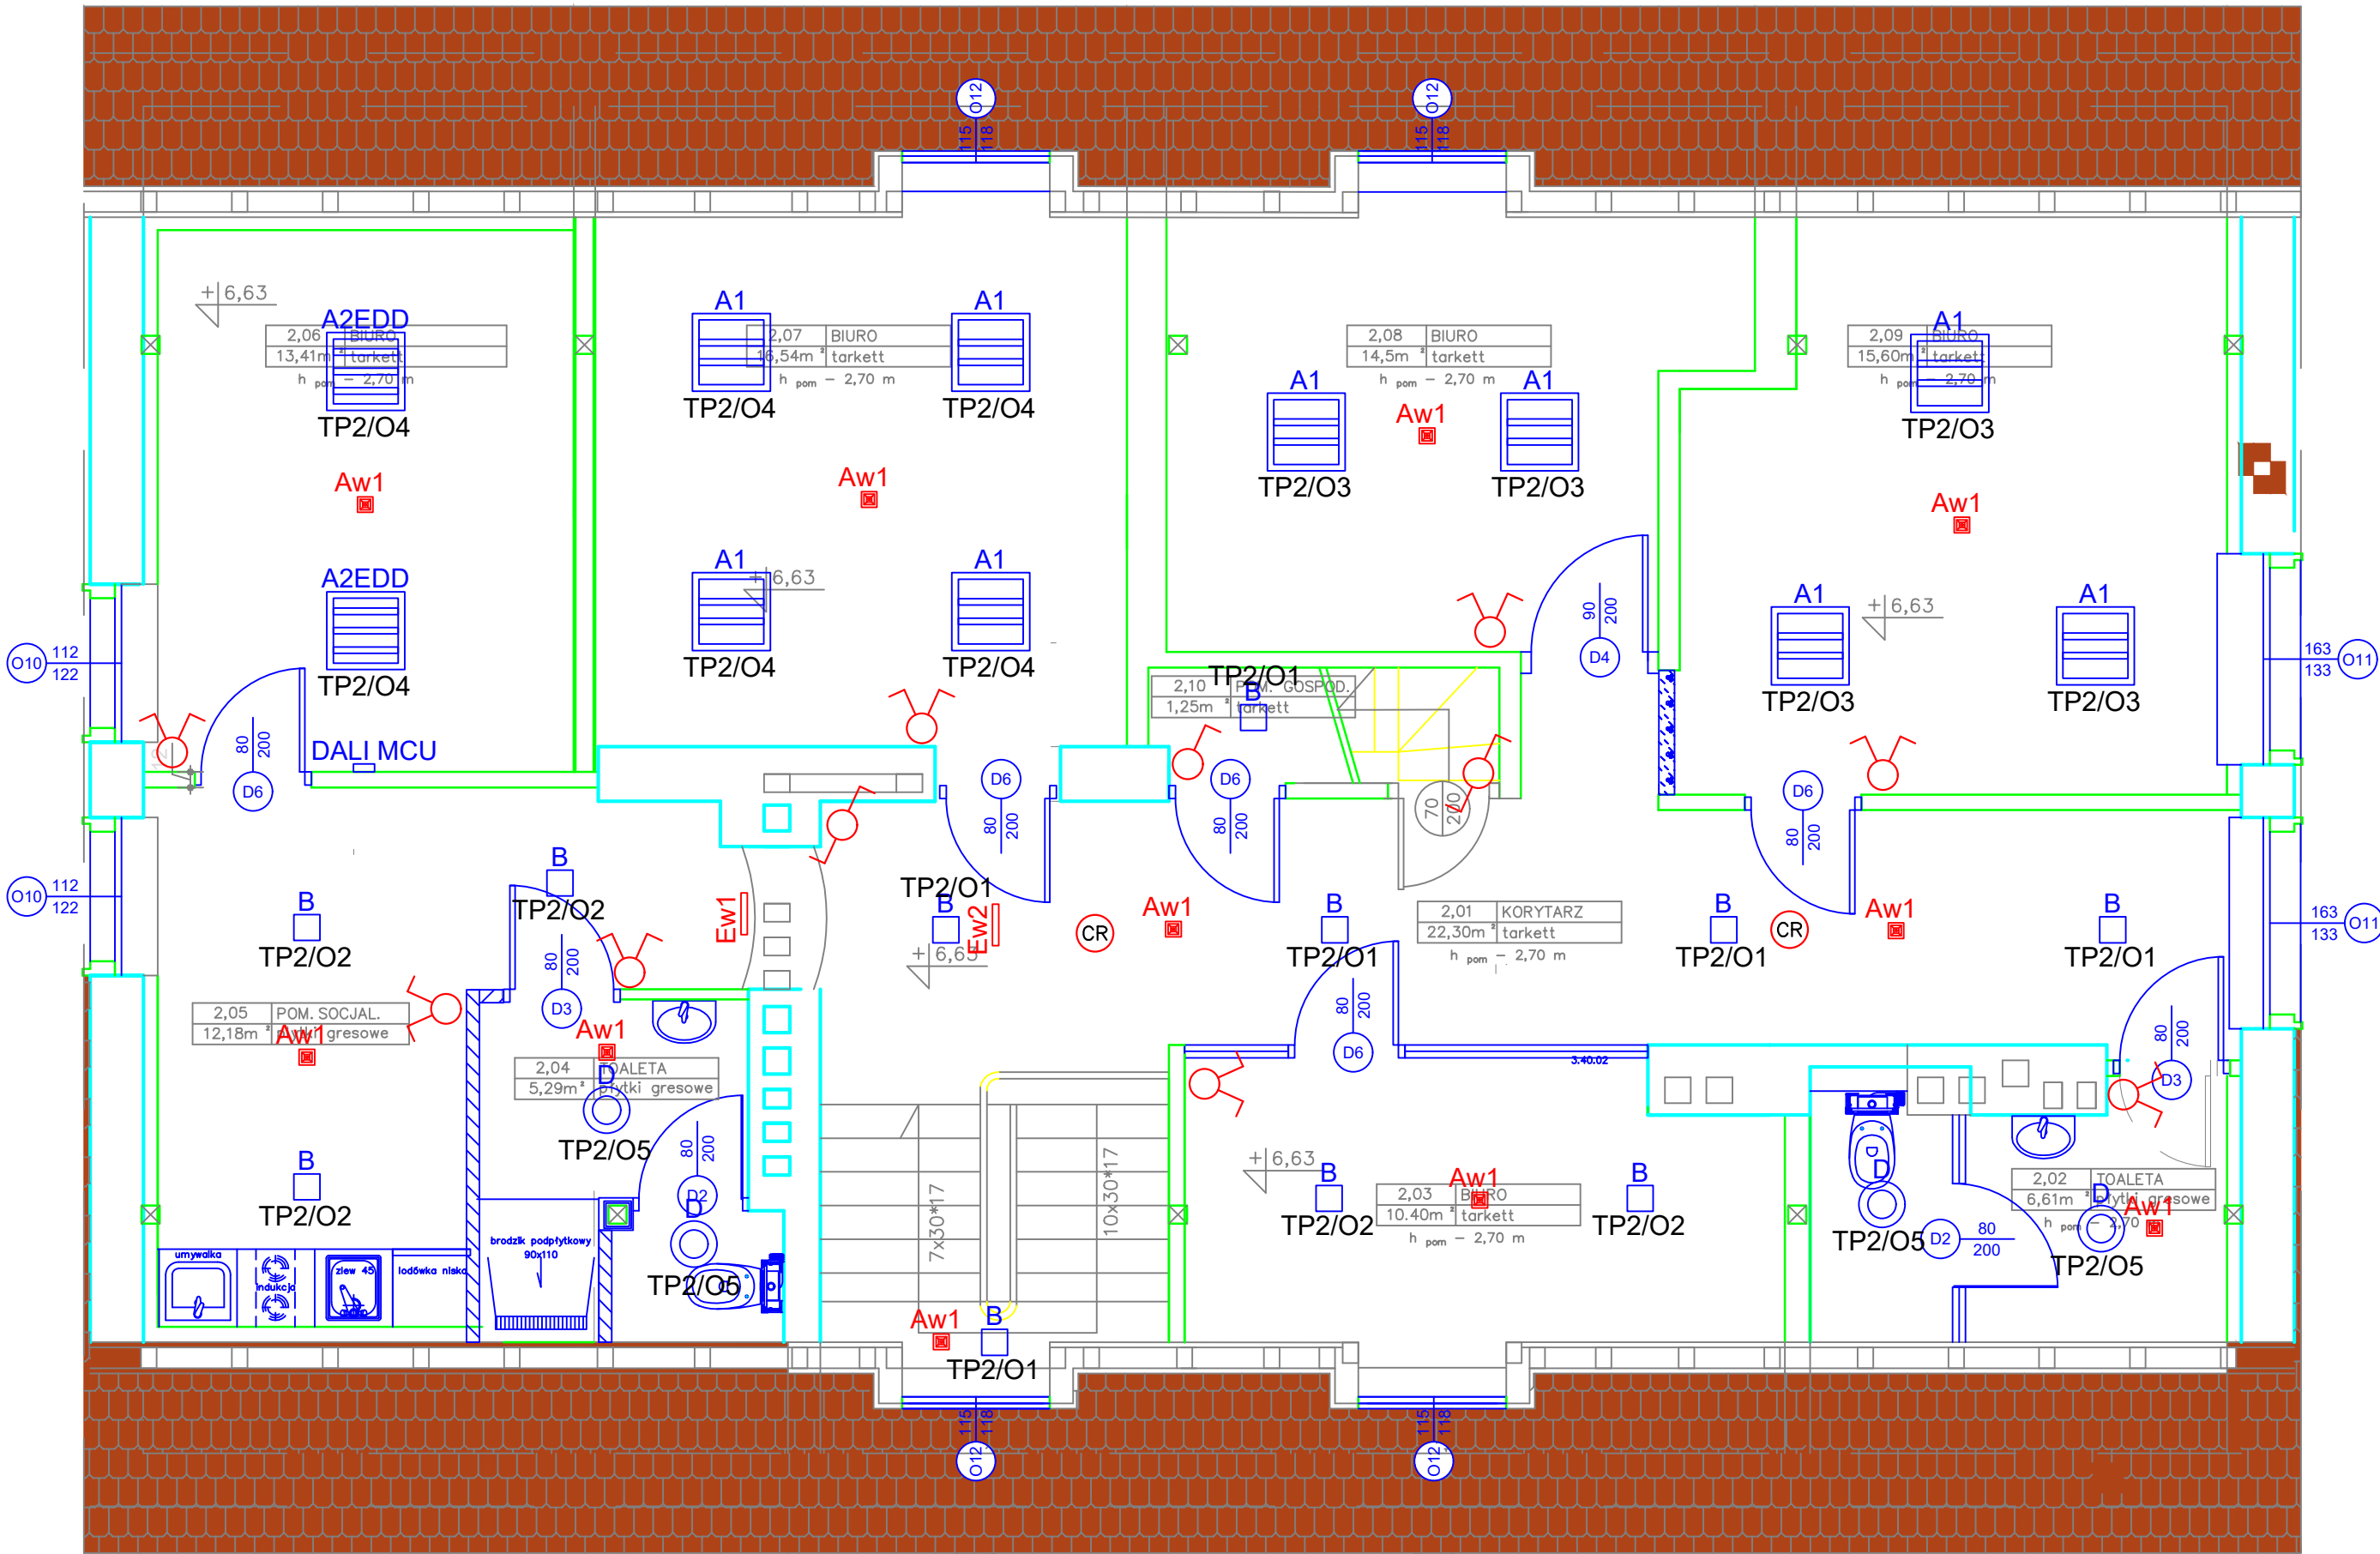 O12
115
118
O12
115
118
+ 6,63
A2EDD
2,06 BIURO
13,41m² tarkett
h pom – 2,70 m
TP2/O4
Aw1
A2EDD
TP2/O4
DALI MCU
12
D6
80
200
O10
112
122
A1
A1
2,07 BIURO
16,54m² tarkett
h pom – 2,70 m
TP2/O4
TP2/O4
Aw1
A1
A1
+ 6,63
TP2/O4
TP2/O4
2,08 BIURO
14,5m² tarkett
h pom – 2,70 m
A1
Aw1
A1
TP2/O3
TP2/O3
90
200
D4
A1
2,09 BIURO
15,60m² tarkett
h pom – 2,70 m
TP2/O3
Aw1
A1
A1
+ 6,63
TP2/O3
TP2/O3
163
133
O11
TP2/O1
2,10 POM. GOSPOD.
B
1,25m² tarkett
D6
80
200
D6
80
200
70
200
D6
80
200
O10
112
122
B
TP2/O2
B
TP2/O2
80
200
D3
Ew1
TP2/O1
B
Ew2
+ 6,63
CR
Aw1
B
TP2/O1
2,01 KORYTARZ
22,30m² tarkett
h pom – 2,70 m
B
TP2/O1
CR
Aw1
B
TP2/O1
163
133
O11
2,05 POM. SOCJAL.
12,18m² płytki gresowe
Aw1
B
TP2/O2
Aw1
2,04 TOALETA
5,29m² płytki gresowe
D
TP2/O5
80
200
D2
D
TP2/O5
80
200
D6
3.40.02
80
200
D3
umywalka
indukcja
zlew 45
lodówka niska
brodzik podpłytkowy
90x110
7x30*17
10x30*17
Aw1
B
TP2/O1
+ 6,63
B
TP2/O2
Aw1
2,03 BIURO
10.40m² tarkett
h pom – 2,70 m
B
TP2/O2
D
TP2/O5
D2
80
200
2,02 TOALETA
6,61m² płytki gresowe
h pom – 2,70
D
Aw1
TP2/O5
115
118
O12
115
118
O12